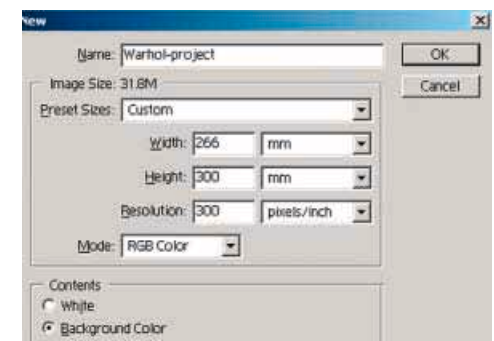 New
Name: Warhol-project
OK
Image Size: 31.8M
Cancel
Preset Sizes: Custom
Width: 266 mm
Height: 300 mm
Resolution: 300 pixels/inch
Mode: RGB Color
Contents
White
Background Color